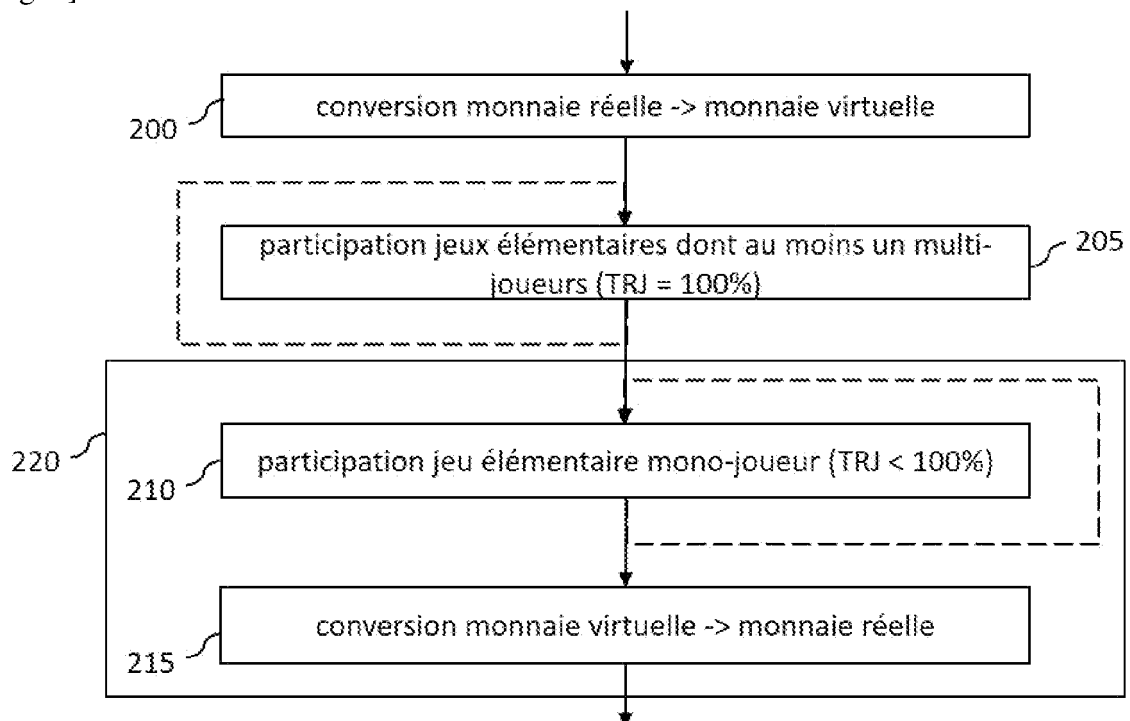 conversion monnaie réelle -> monnaie virtuelle
200
participation jeux élémentaires dont au moins un multi-
joueurs (TRJ = 100%)
205
220
participation jeu élémentaire mono-joueur (TRJ < 100%)
210
conversion monnaie virtuelle -> monnaie réelle
215